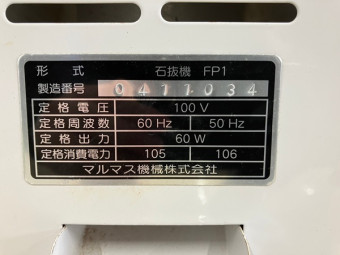 形式 石抜機 FP1
製造番号 0411034
定格電圧 100 V
定格周波数 60 Hz 50 Hz
定格出力 60 W
定格消費電力 105 106
マルマス機械株式会社